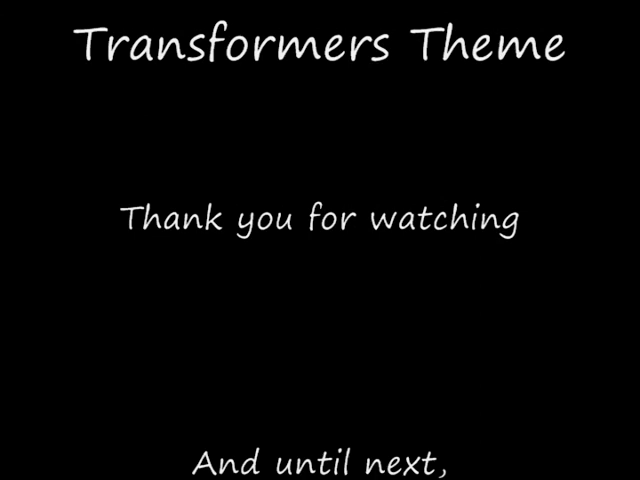 Transformers Theme
Thank you for watching
And until next,